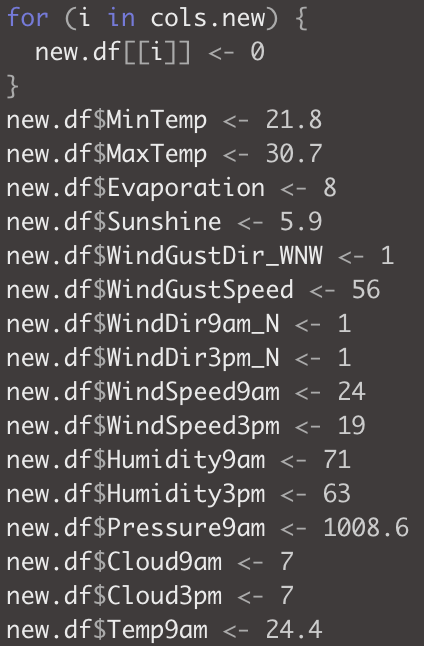 for (i in cols.new) {
  new.df[[i]] <- 0
}
new.df$MinTemp <- 21.8
new.df$MaxTemp <- 30.7
new.df$Evaporation <- 8
new.df$Sunshine <- 5.9
new.df$WindGustDir_WNW <- 1
new.df$WindGustSpeed <- 56
new.df$WindDir9am_N <- 1
new.df$WindDir3pm_N <- 1
new.df$WindSpeed9am <- 24
new.df$WindSpeed3pm <- 19
new.df$Humidity9am <- 71
new.df$Humidity3pm <- 63
new.df$Pressure9am <- 1008.6
new.df$Cloud9am <- 7
new.df$Cloud3pm <- 7
new.df$Temp9am <- 24.4